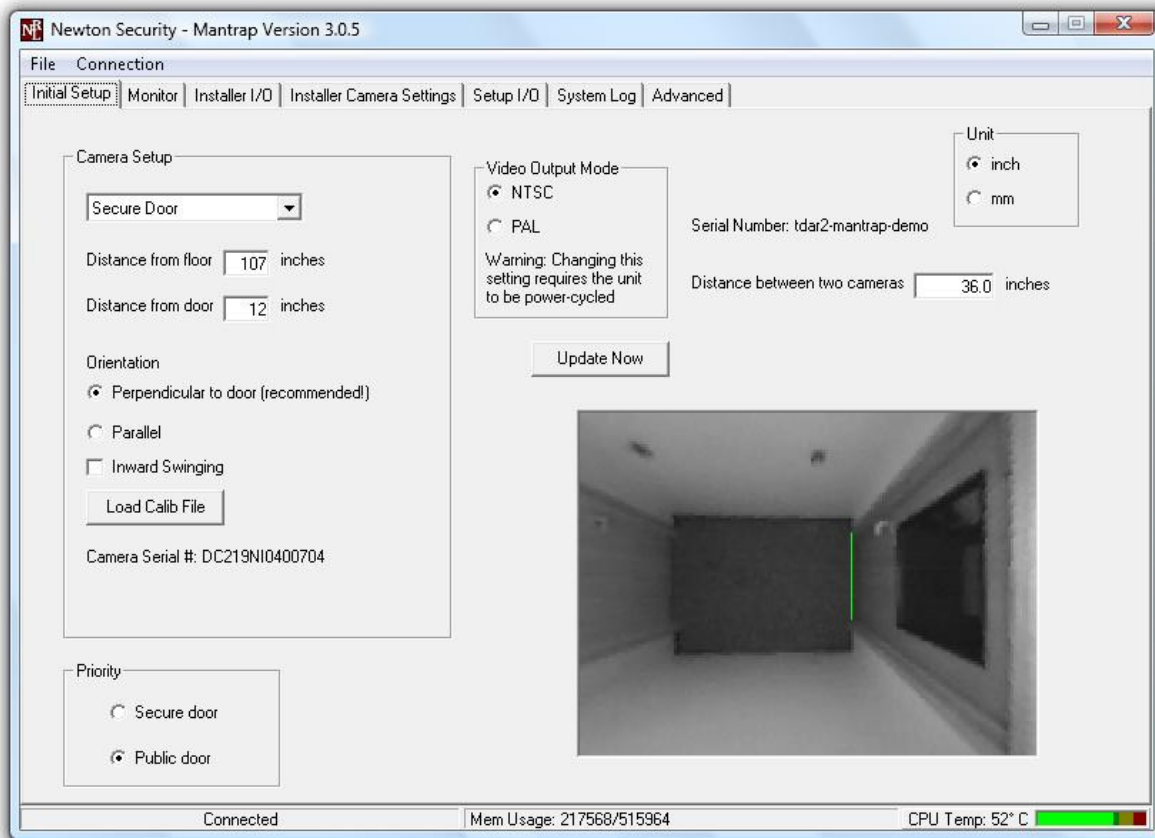 Newton Security - Mantrap Version 3.0.5
File Connection
Initial Setup Monitor Installer I/O Installer Camera Settings Setup I/O System Log Advanced
Camera Setup
Secure Door
Distance from floor 107 inches
Distance from door 12 inches
Orientation
Perpendicular to door (recommended!)
Parallel
Inward Swinging
Load Calib File
Camera Serial #: DC219NI0400704
Priority
Secure door
Public door
Video Output Mode
NTSC
PAL
Warning: Changing this
setting requires the unit
to be power-cycled
Update Now
Unit
inch
mm
Serial Number: tdar2-mantrap-demo
Distance between two cameras 36.0 inches
Connected
Mem Usage: 217568/515964
CPU Temp: 52° C